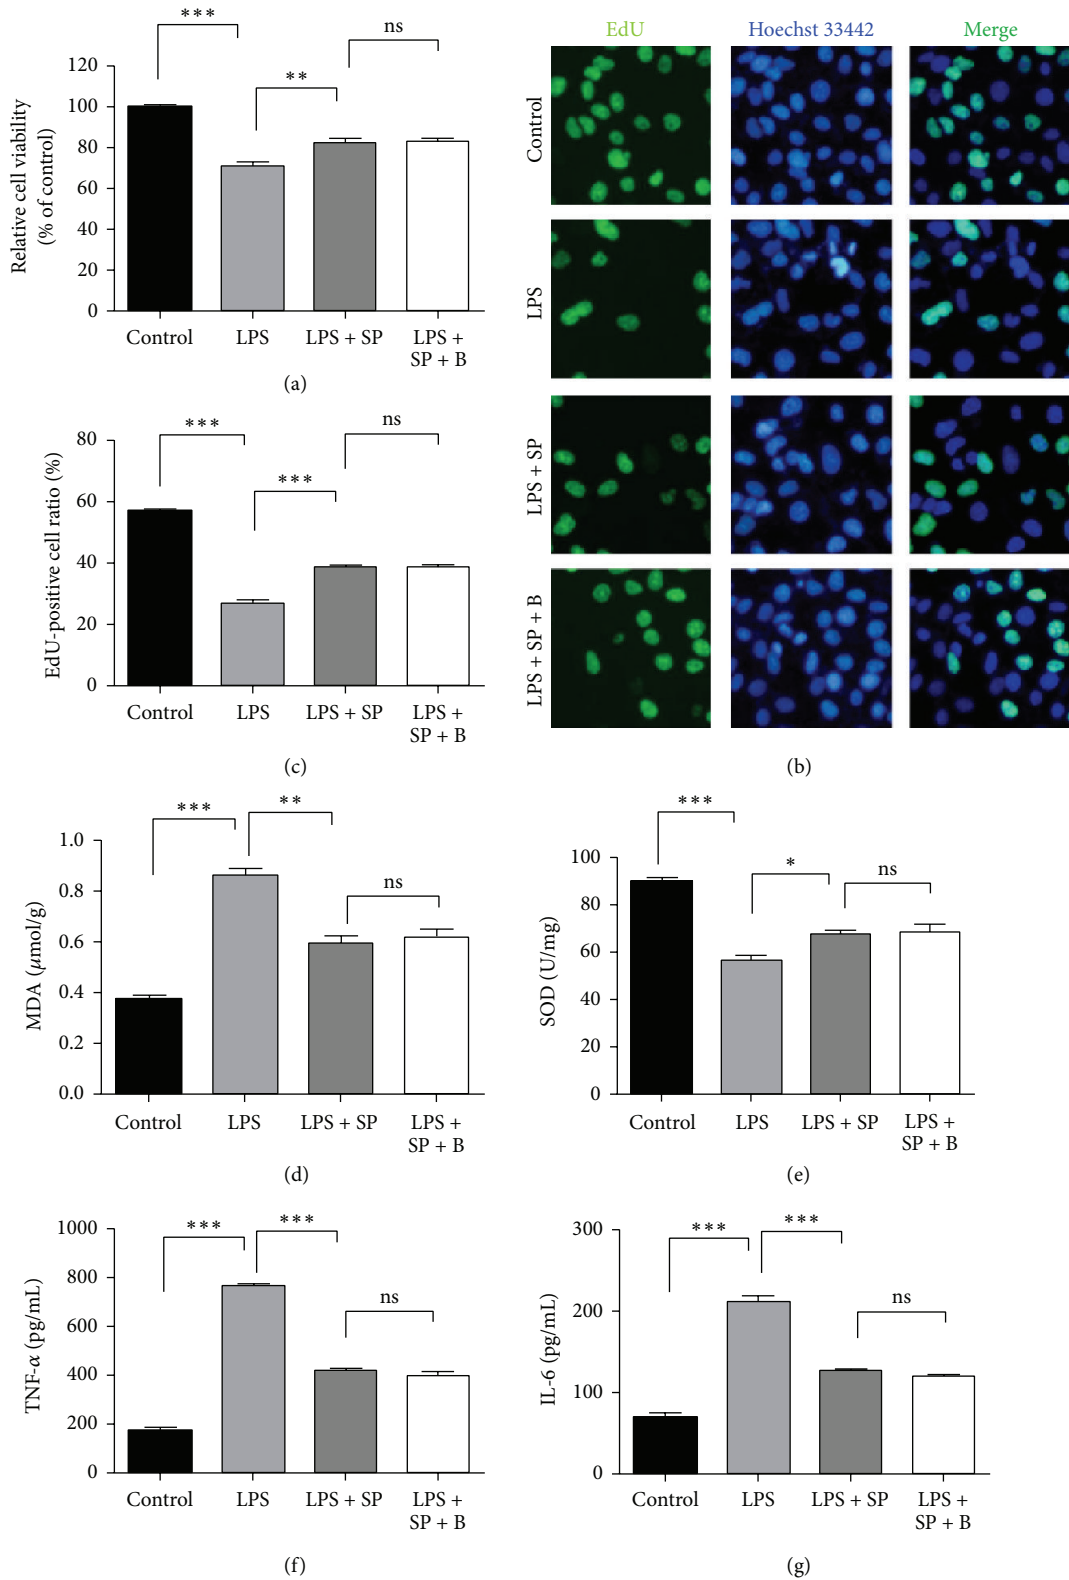 ***
**
ns
120
100
80
60
40
20
0
Relative cell viability
(% of control)
Control
LPS
LPS + SP
LPS +
SP + B
(a)
EdU
Hoechst 33442
Merge
Control
LPS
LPS + SP
LPS + SP + B
(b)
***
***
ns
80
60
40
20
0
EdU-positive cell ratio (%)
Control
LPS
LPS + SP
LPS +
SP + B
(c)
***
**
ns
1.0
0.8
0.6
0.4
0.2
0.0
MDA (μmol/g)
Control
LPS
LPS + SP
LPS +
SP + B
(d)
***
*
ns
100
80
60
40
20
0
SOD (U/mg)
Control
LPS
LPS + SP
LPS +
SP + B
(e)
***
***
ns
1000
800
600
400
200
0
TNF-α (pg/mL)
Control
LPS
LPS + SP
LPS +
SP + B
(f)
***
***
ns
300
200
100
0
IL-6 (pg/mL)
Control
LPS
LPS + SP
LPS +
SP + B
(g)